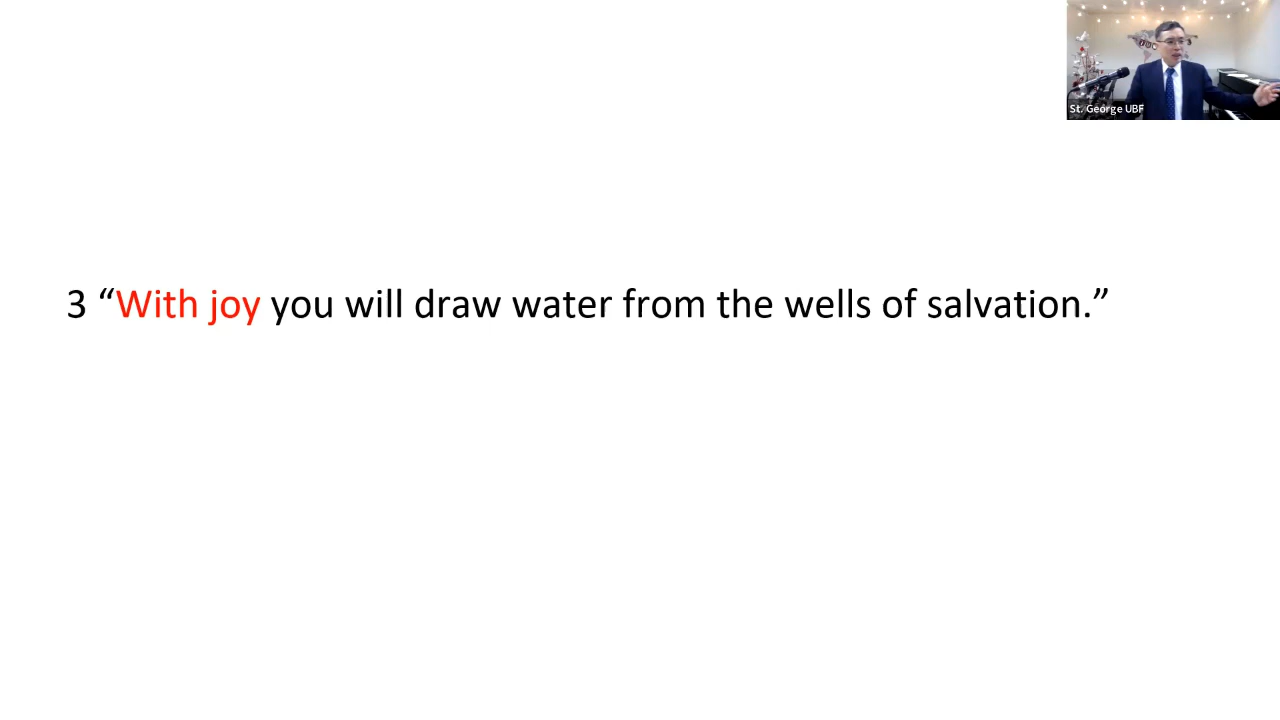 St. George UBF
3 “With joy you will draw water from the wells of salvation.”